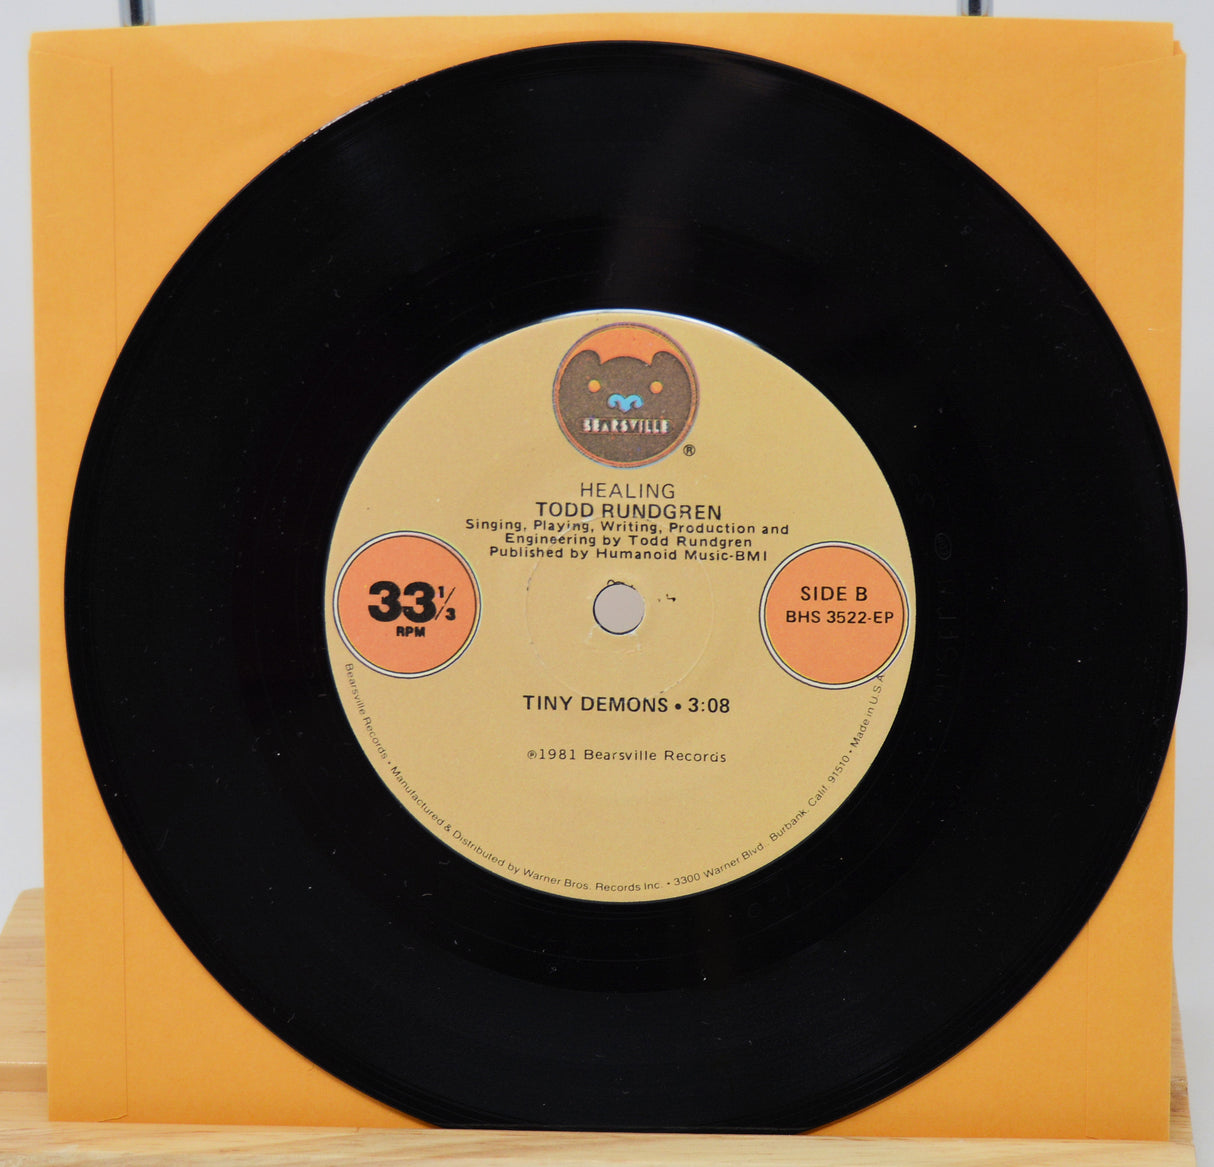 BEARSVILLE
®
HEALING
TODD RUNDGREN
Singing, Playing, Writing, Production and
Engineering by Todd Rundgren
Published by Humanoid Music-BMI
33 1/3
RPM
SIDE B
BHS 3522-EP
TINY DEMONS • 3:08
℗1981 Bearsville Records
Bearsville Records • Manufactured & Distributed by Warner Bros. Records Inc. • 3300 Warner Blvd., Burbank, Calif. 91510 • Made in U.S.A.